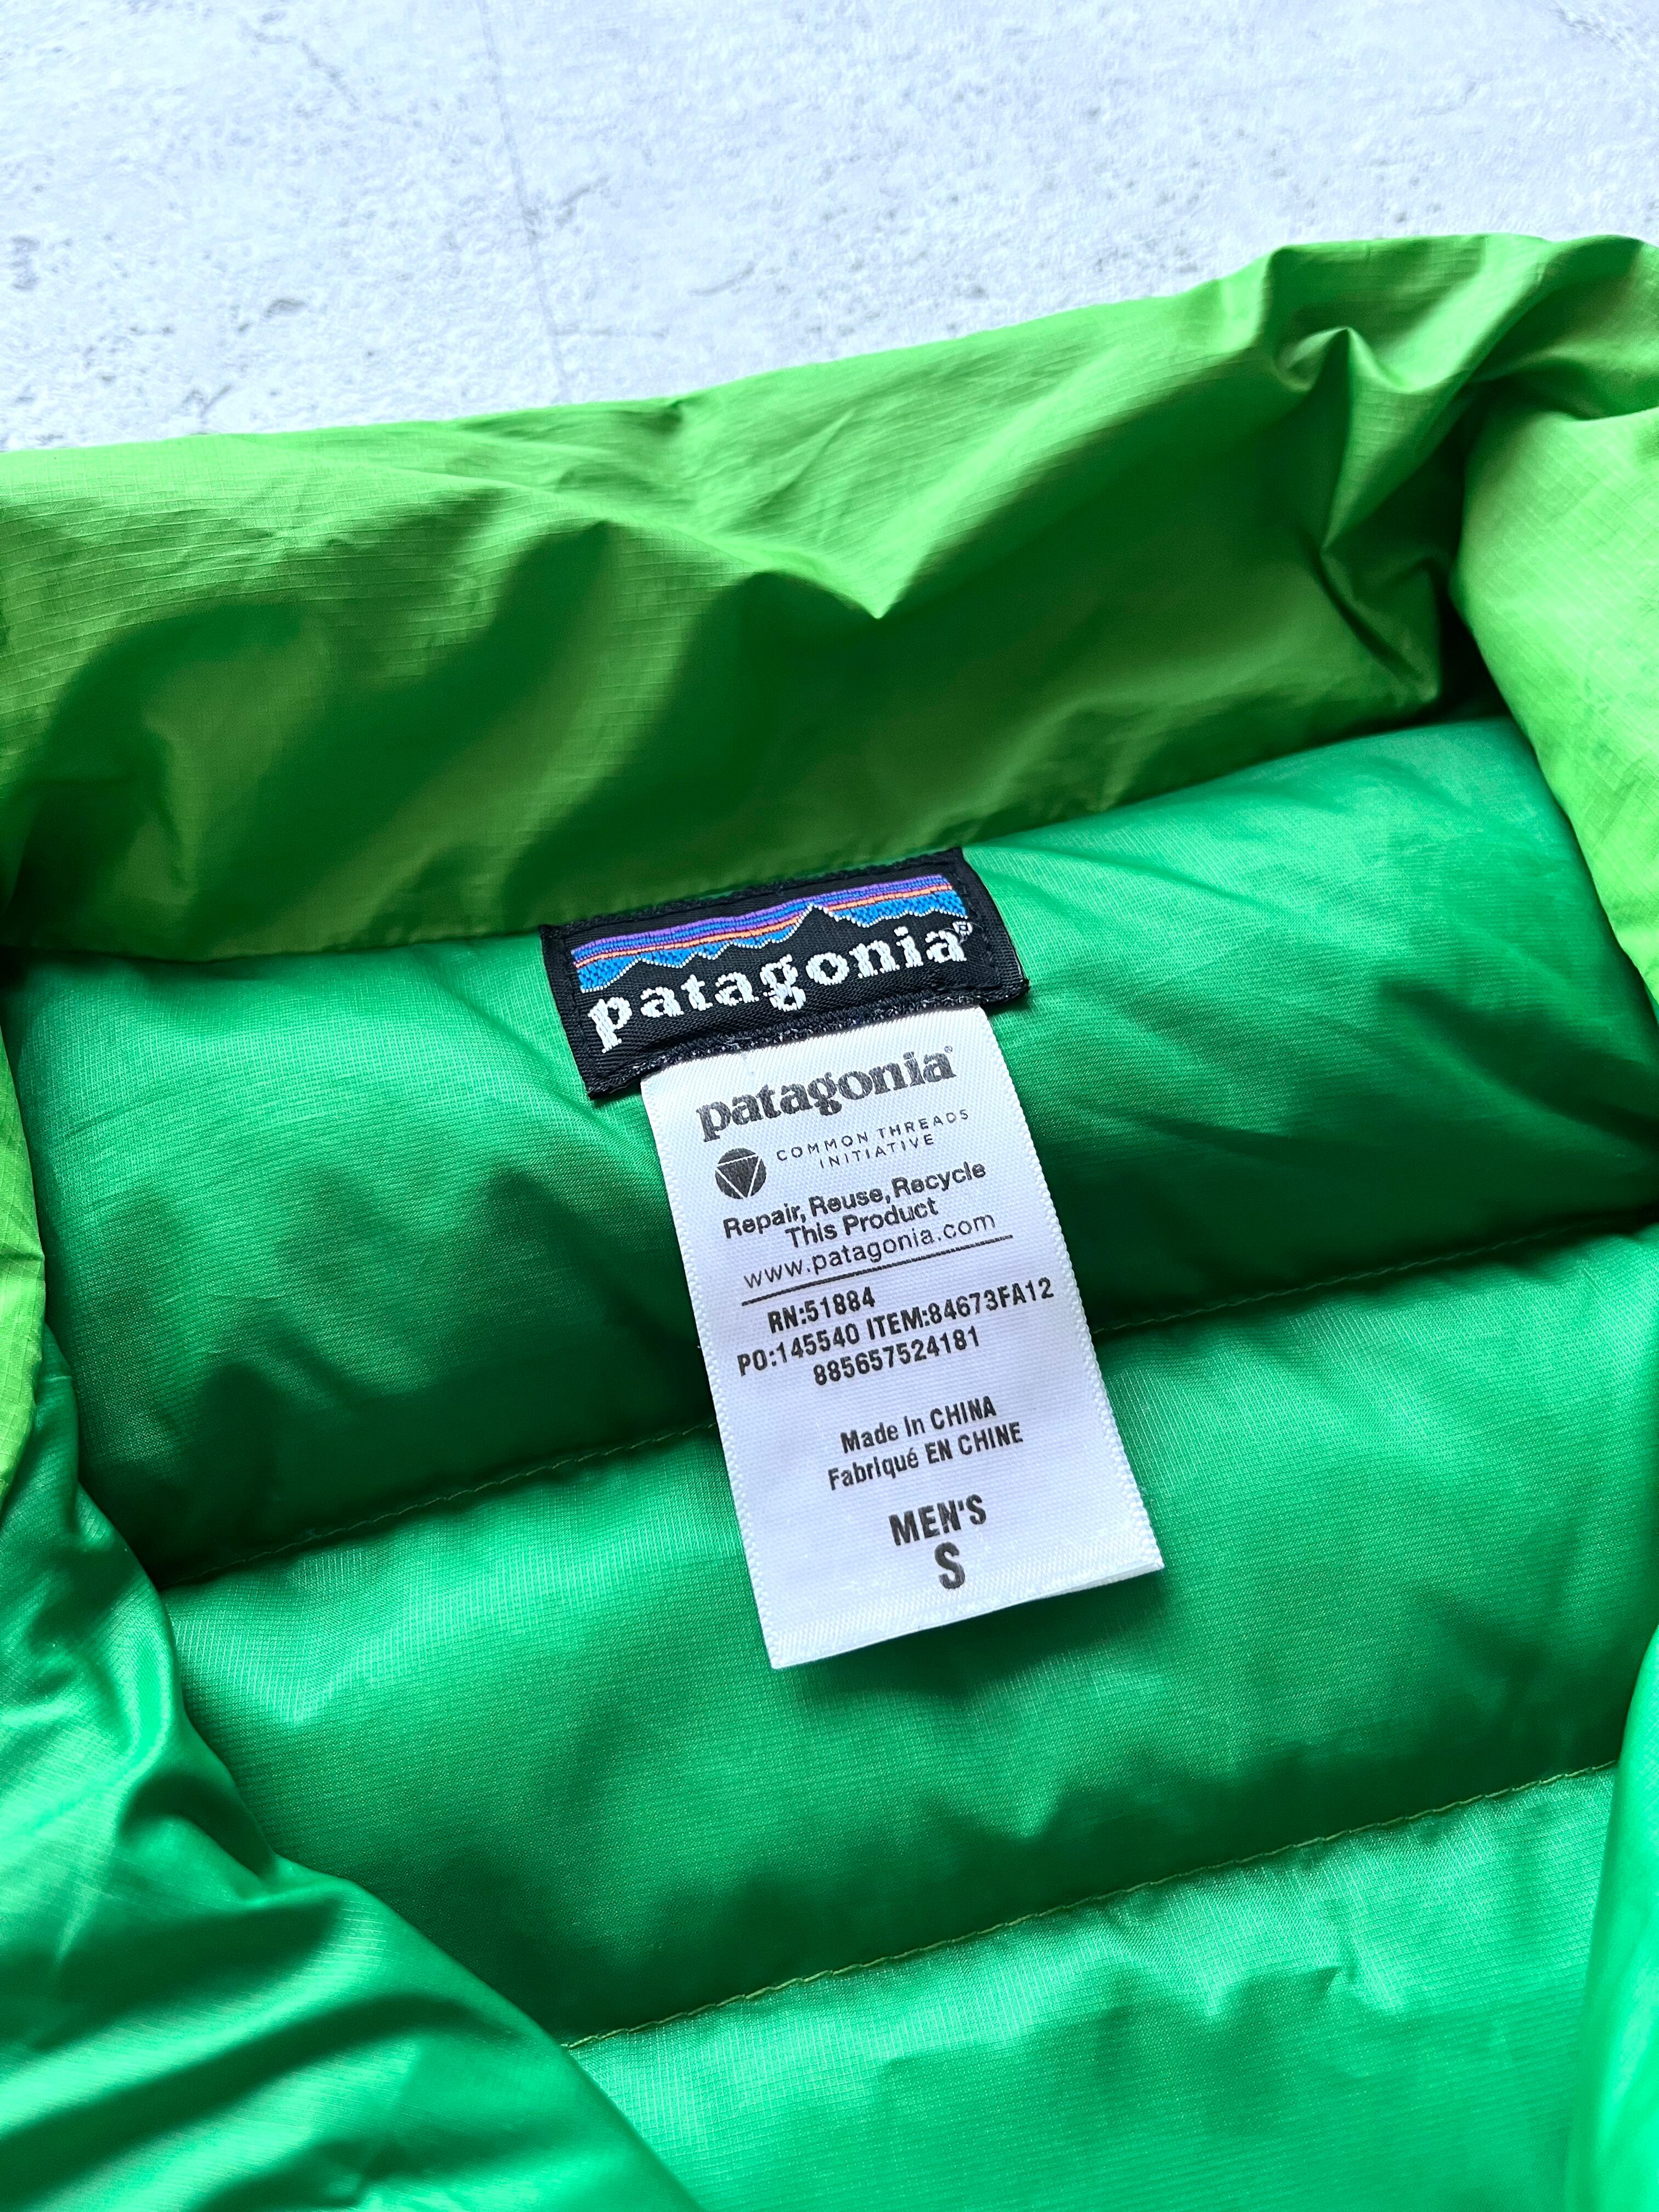 patagonia®
patagonia®
COMMON THREADS
INITIATIVE
Repair, Reuse, Recycle
This Product
www.patagonia.com
RN:51884
PO:145540 ITEM:84673FA12
885657524181
Made In CHINA
Fabriqué EN CHINE
MEN'S
S